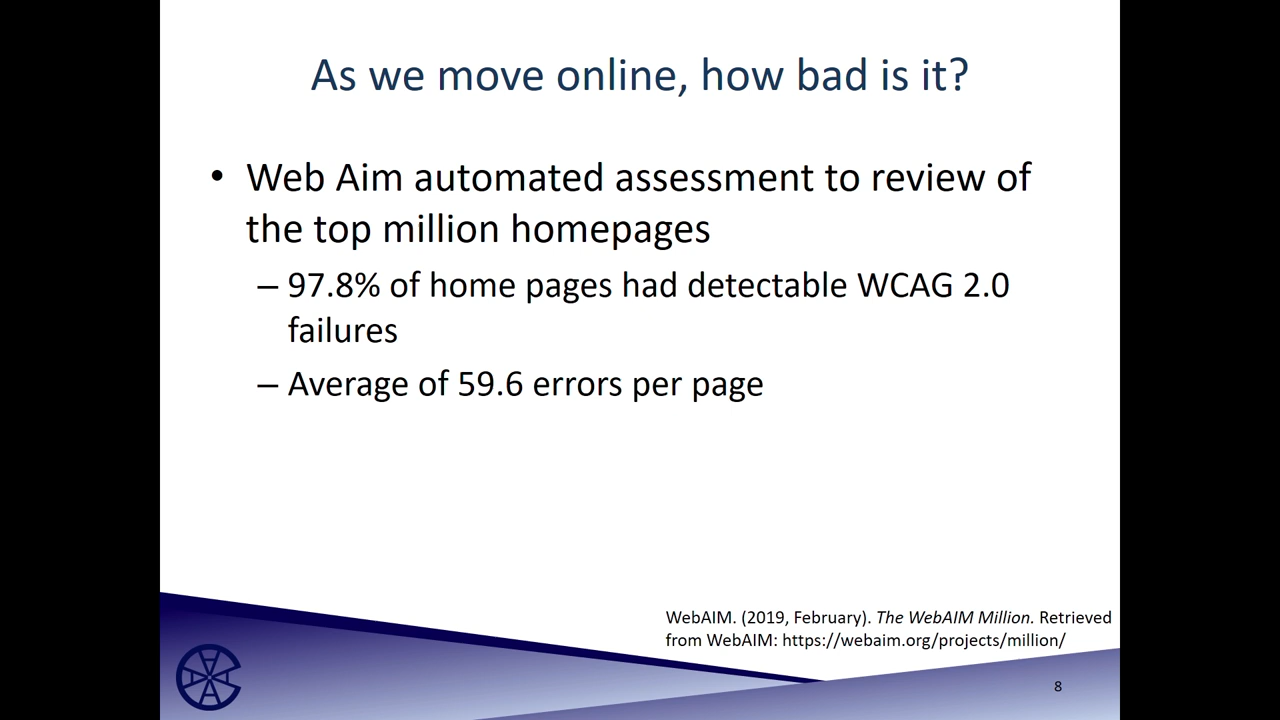 As we move online, how bad is it?
• Web Aim automated assessment to review of
the top million homepages
– 97.8% of home pages had detectable WCAG 2.0
failures
– Average of 59.6 errors per page
WebAIM. (2019, February). The WebAIM Million. Retrieved
from WebAIM: https://webaim.org/projects/million/
8